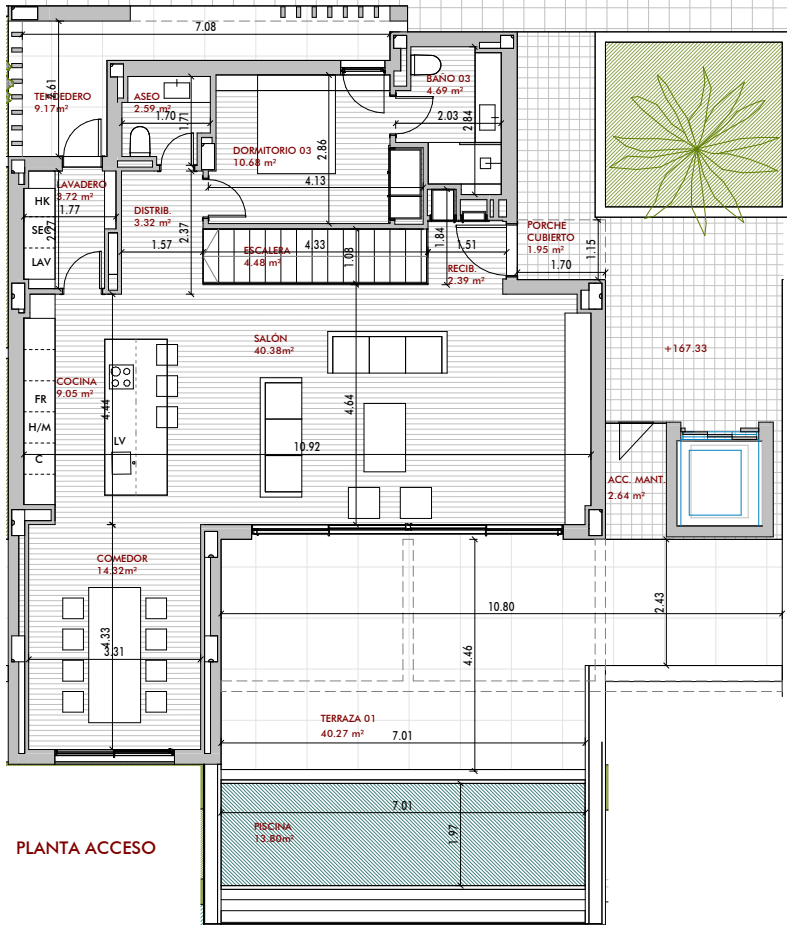 7.08
4.61
TENDEDERO
9.17m²
ASEO
2.59 m²
1.70
1.71
BAÑO 03
4.69 m²
2.03
2.84
DORMITORIO 03
10.68 m²
2.86
4.13
LAVADERO
3.72 m²
1.77
HK
SEC
LAV
2.27
DISTRIB.
3.32 m²
1.57
2.37
ESCALERA
4.48 m²
4.33
1.08
1.84
1.51
RECIB.
2.39 m²
PORCHE
CUBIERTO
1.95 m²
1.15
1.70
+167.33
SALÓN
40.38m²
COCINA
9.05 m²
FR
H/M
C
LV
4.44
4.64
10.92
ACC. MANT.
2.64 m²
COMEDOR
14.32m²
4.33
3.31
10.80
2.43
4.46
TERRAZA 01
40.27 m²
7.01
7.01
PISCINA
13.80m²
1.97
PLANTA ACCESO